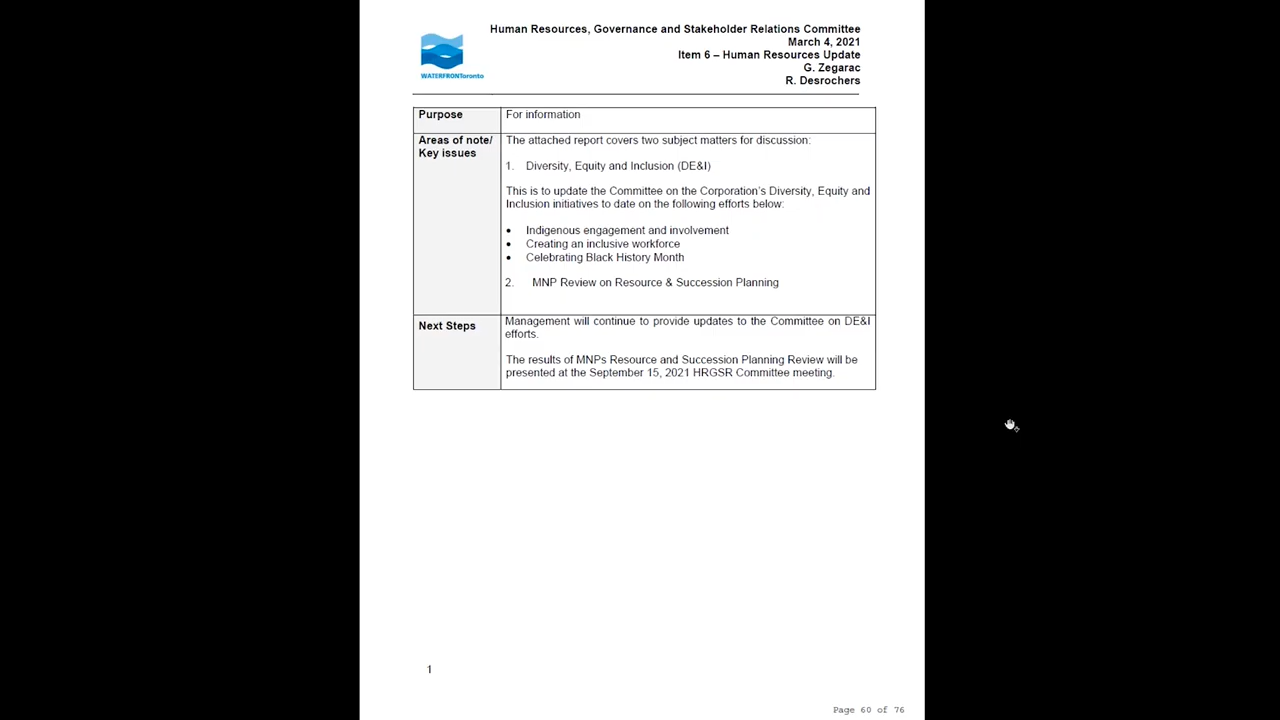 Human Resources, Governance and Stakeholder Relations Committee
March 4, 2021
Item 6 – Human Resources Update
G. Zegarac
R. Desrochers
WATERFRONToronto
Purpose
For information
Areas of note/
Key issues
The attached report covers two subject matters for discussion:
1. Diversity, Equity and Inclusion (DE&I)
This is to update the Committee on the Corporation's Diversity, Equity and
Inclusion initiatives to date on the following efforts below:
• Indigenous engagement and involvement
• Creating an inclusive workforce
• Celebrating Black History Month
2. MNP Review on Resource & Succession Planning
Next Steps
Management will continue to provide updates to the Committee on DE&I
efforts.
The results of MNPs Resource and Succession Planning Review will be
presented at the September 15, 2021 HRGSR Committee meeting.
1
Page 60 of 76